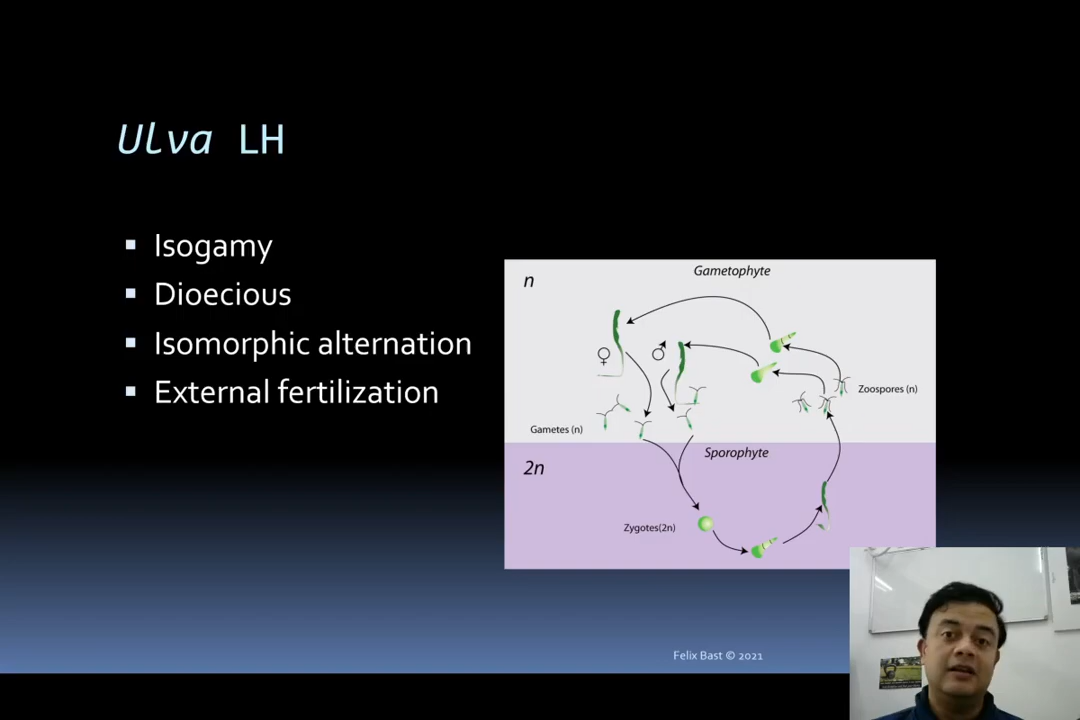 Ulva LH
Isogamy
Dioecious
Isomorphic alternation
External fertilization
n
Gametophyte
♀
♂
Zoospores (n)
Gametes (n)
2n
Sporophyte
Zygotes(2n)
Felix Bast © 2021